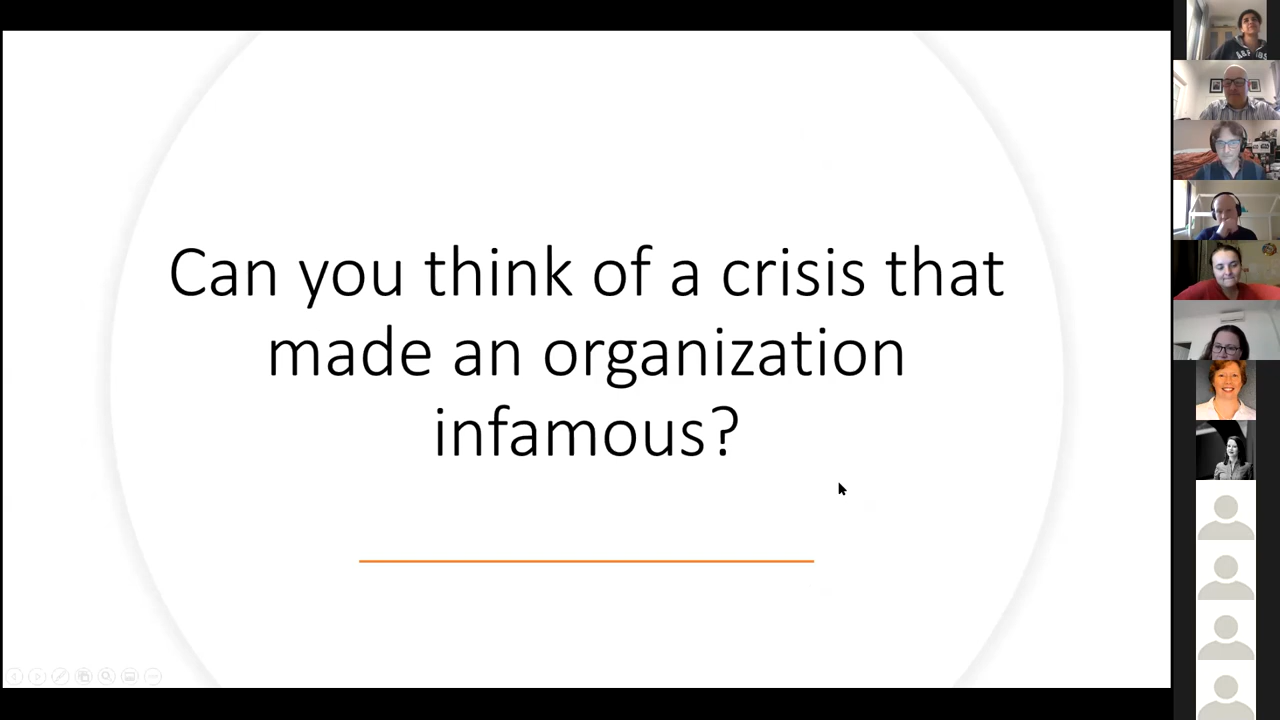 Can you think of a crisis that
made an organization
infamous?